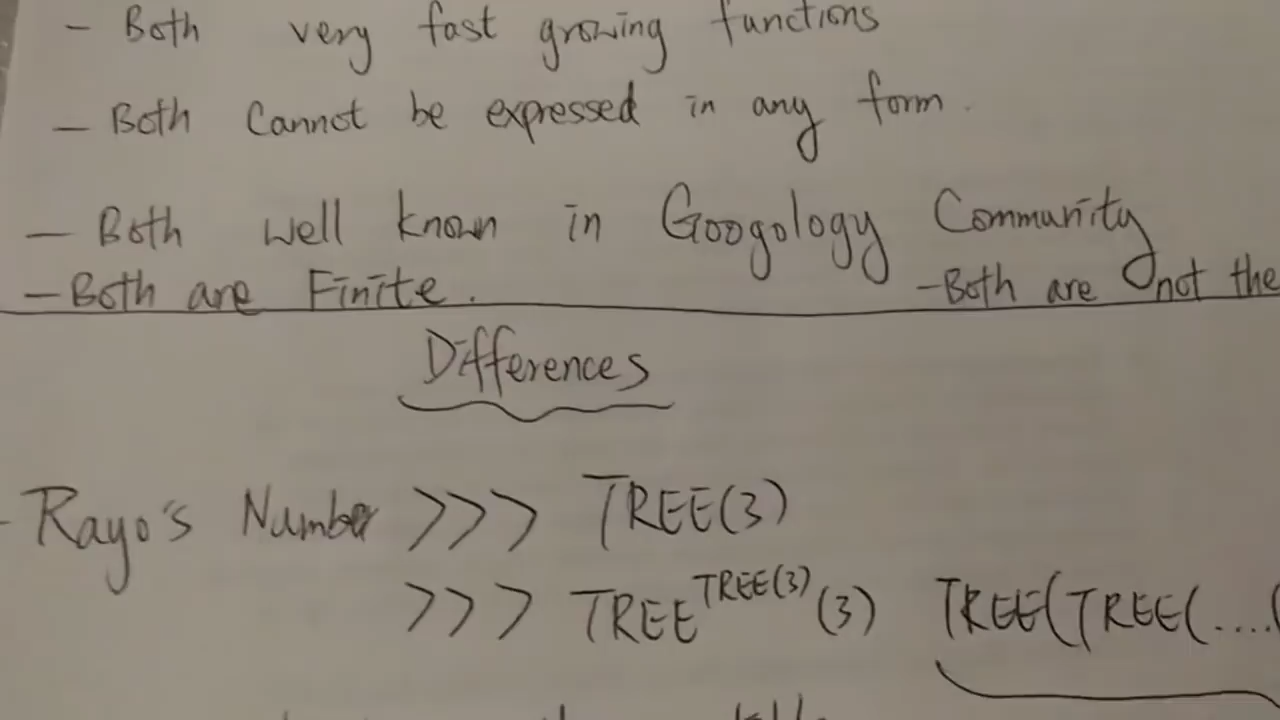 - Both very fast growing functions
- Both Cannot be expressed in any form.
- Both well known in Googology Community
- Both are Finite. -Both are not the
Differences
- Rayo's Number >>> TREE(3)
>>> TREE^TREE(3) (3) TREE(TREE(....(